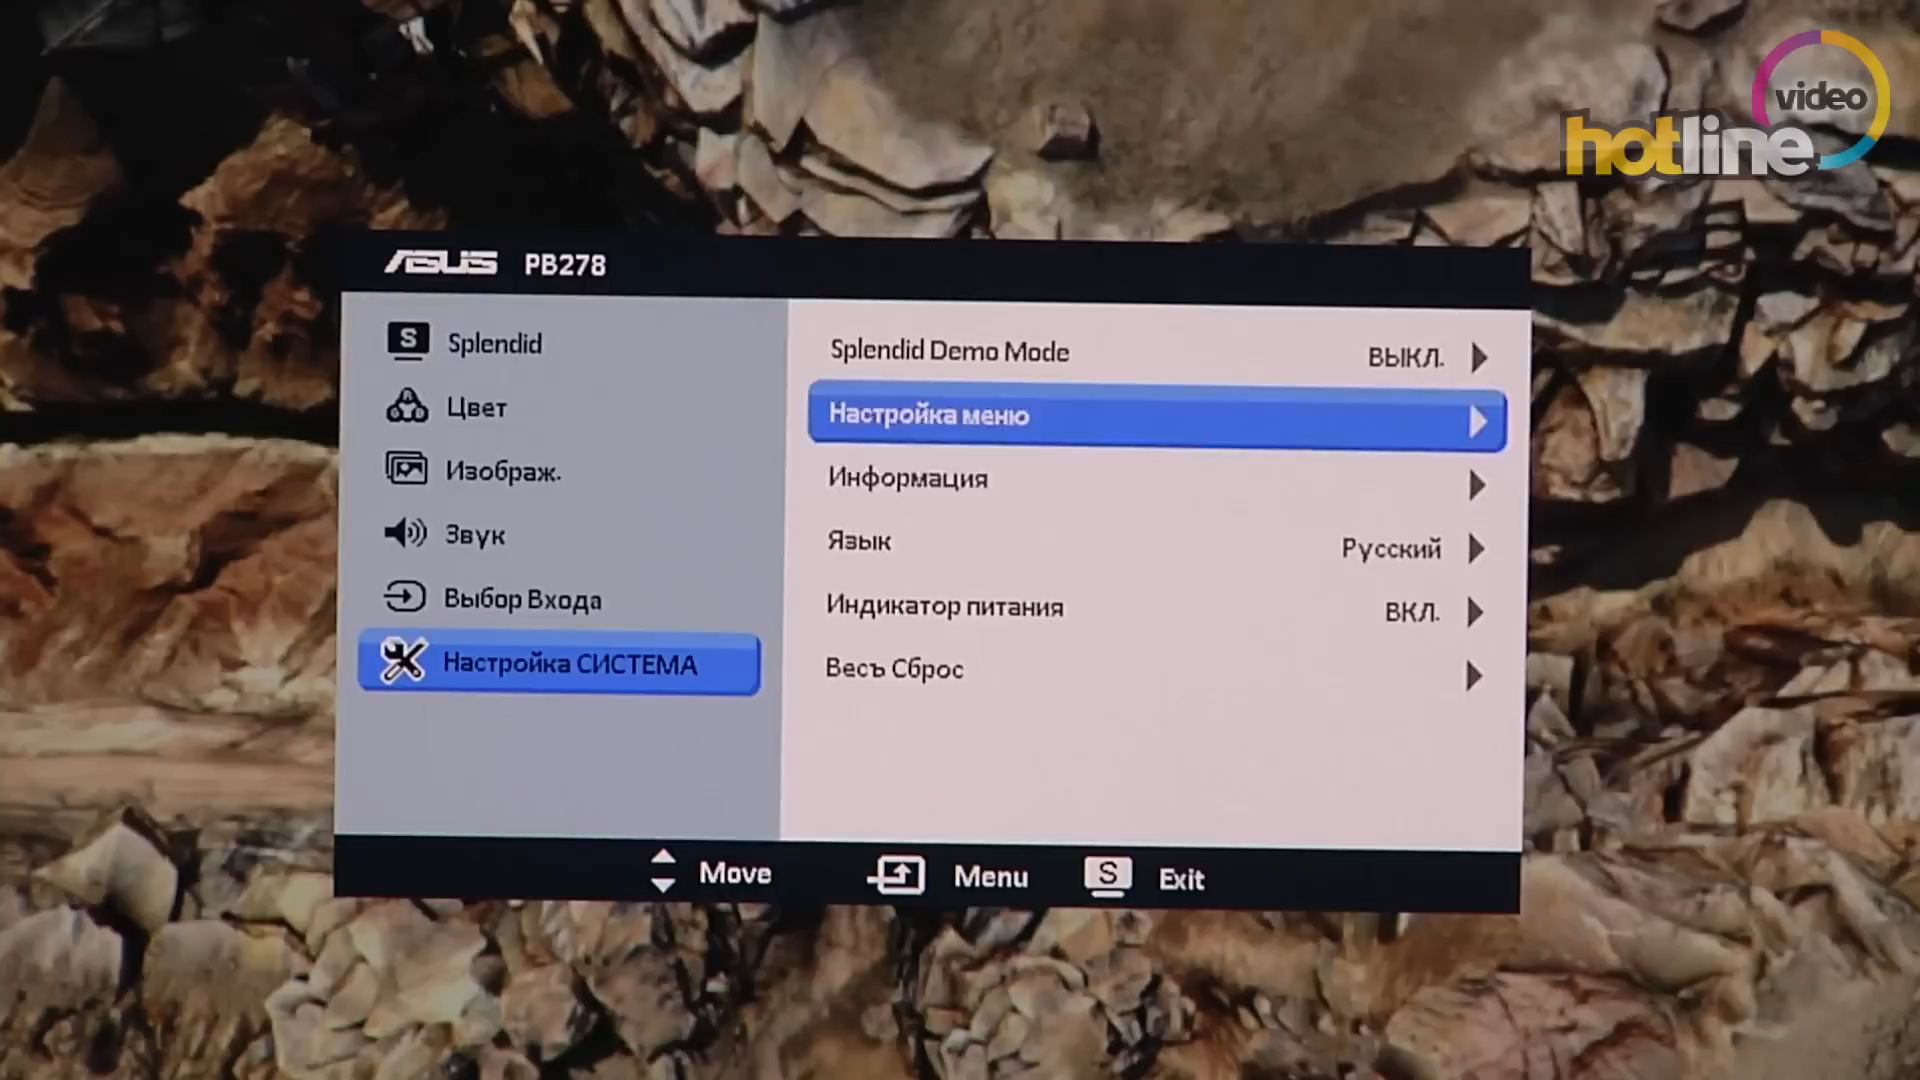 video
hotline
ASUS PB278
Splendid
Цвет
Изображ.
Звук
Выбор Входа
Настройка СИСТЕМА
Splendid Demo Mode ВЫКЛ.
Настройка меню
Информация
Язык Русский
Индикатор питания ВКЛ.
Весъ Сброс
Move Menu S Exit